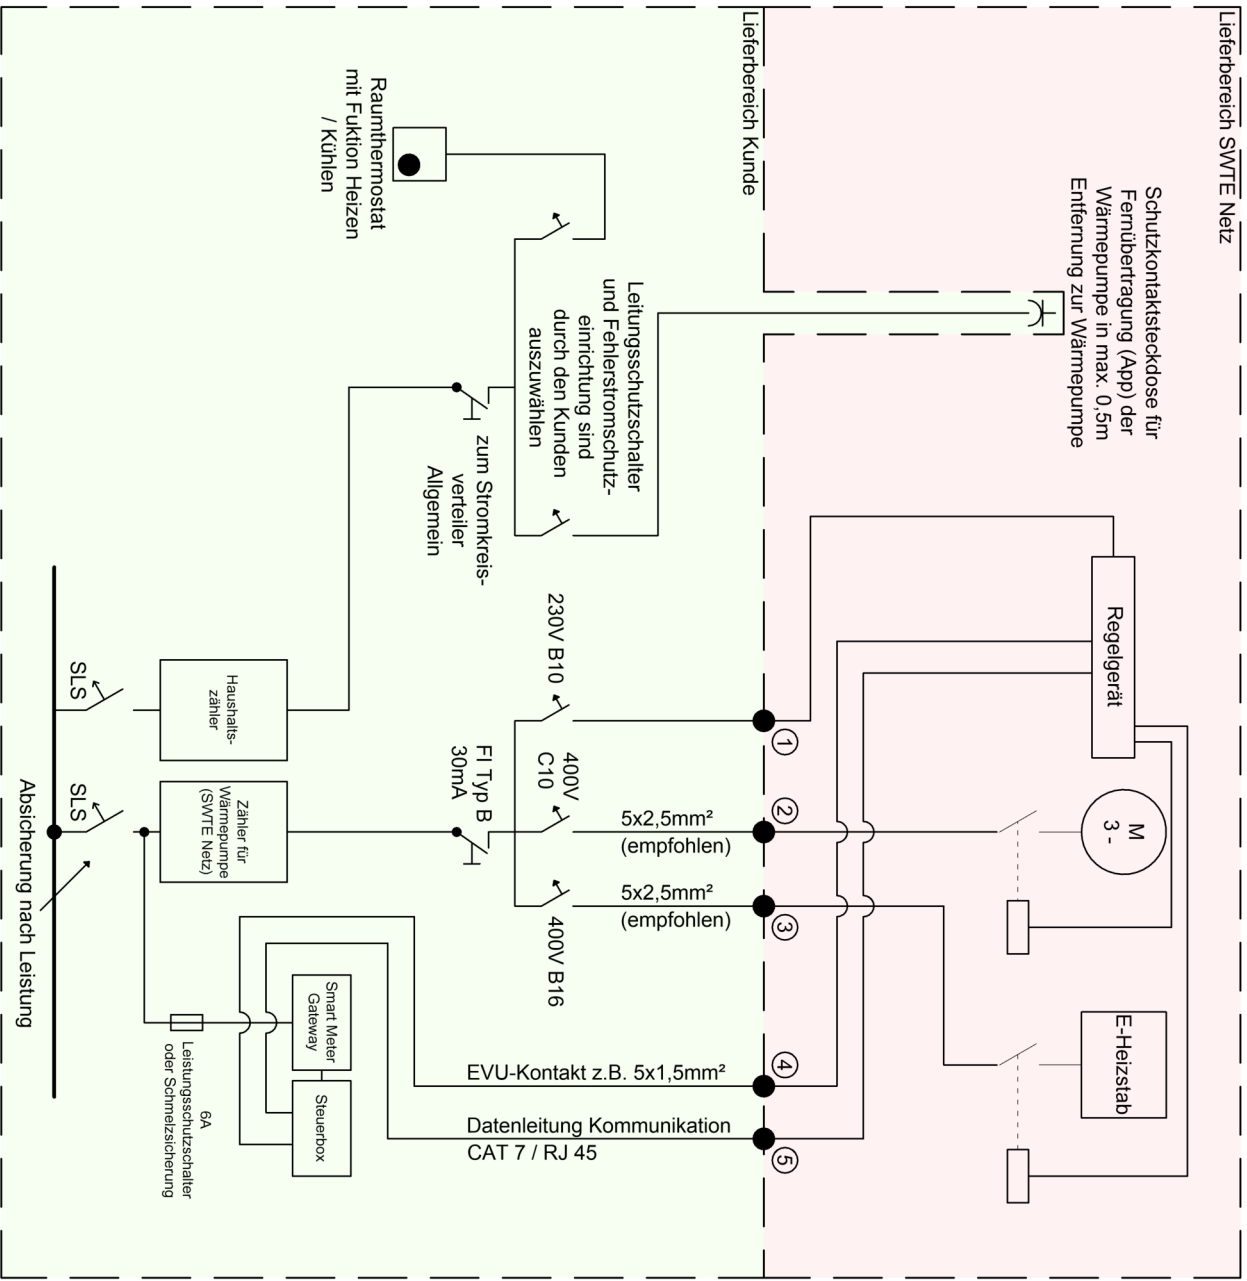 Lieferbereich SWTE Netz
Schutzkontaktsteckdose für
Fernübertragung (App) der
Wärmepumpe in max. 0,5m
Entfernung zur Wärmepumpe
Regelgerät
M
3 -
E-Heizstab
Lieferbereich Kunde
1
2
3
4
5
Raumthermostat
mit Fuktion Heizen
/ Kühlen
Leitungsschutzschalter
und Fehlerstromschutz-
einrichtung sind
durch den Kunden
auszuwählen
zum Stromkreis-
verteiler
Allgemein
230V B10
400V
C10
400V B16
5x2,5mm²
(empfohlen)
5x2,5mm²
(empfohlen)
FI Typ B
30mA
EVU-Kontakt z.B. 5x1,5mm²
Datenleitung Kommunikation
CAT 7 / RJ 45
Haushalts-
zähler
Zähler für
Wärmepumpe
(SWTE Netz)
Smart Meter
Gateway
Steuerbox
6A
Leistungsschutzschalter
oder Schmelzsicherung
SLS
SLS
Absicherung nach Leistung